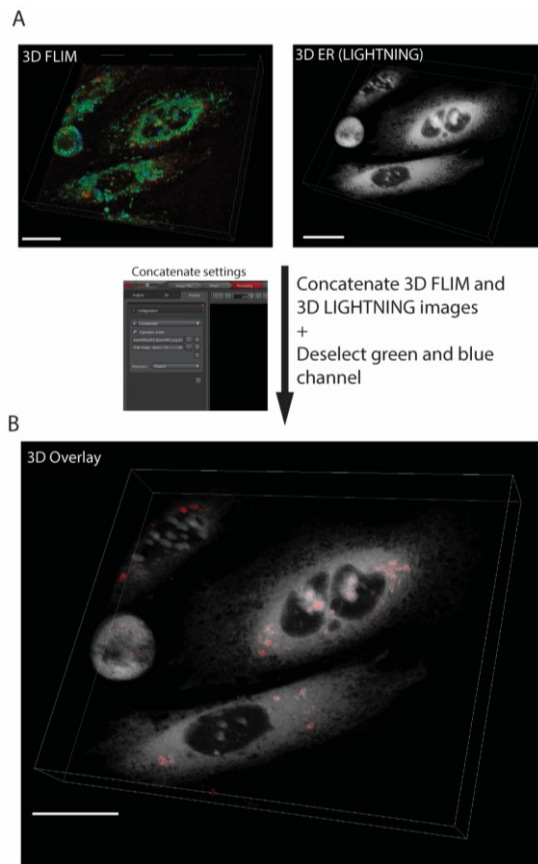 A
3D FLIM
3D ER (LIGHTNING)
Concatenate settings
Concatenate 3D FLIM and
3D LIGHTNING images
+
Deselect green and blue
channel
B
3D Overlay